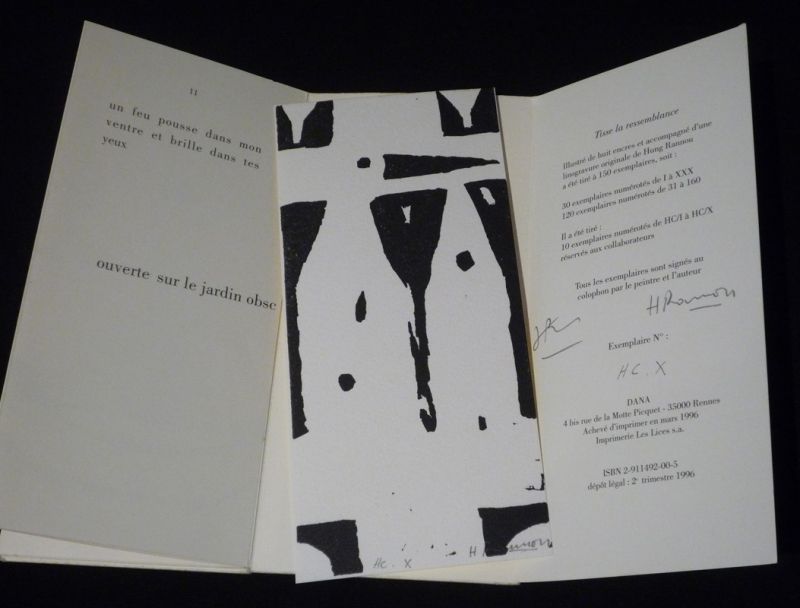 11
un feu pousse dans mon
ventre et brille dans tes
yeux
ouverte sur le jardin obsc
HC. X
H Rannou
Tisse la ressemblance
Illustré de huit encres et accompagné d'une
linogravure originale de Hung Rannou
a été tiré à 150 exemplaires, soit :
30 exemplaires numérotés de I à XXX
120 exemplaires numérotés de 31 à 160
Il a été tiré :
10 exemplaires numérotés de HC/I à HC/X
réservés aux collaborateurs
Tous les exemplaires sont signés au
colophon par le peintre et l'auteur
H Rannou
Exemplaire N° :
HC. X
DANA
4 bis rue de la Motte Picquet - 35000 Rennes
Achevé d'imprimer en mars 1996
Imprimerie Les Lices s.a.
ISBN 2-911492-00-5
dépôt légal : 2e trimestre 1996